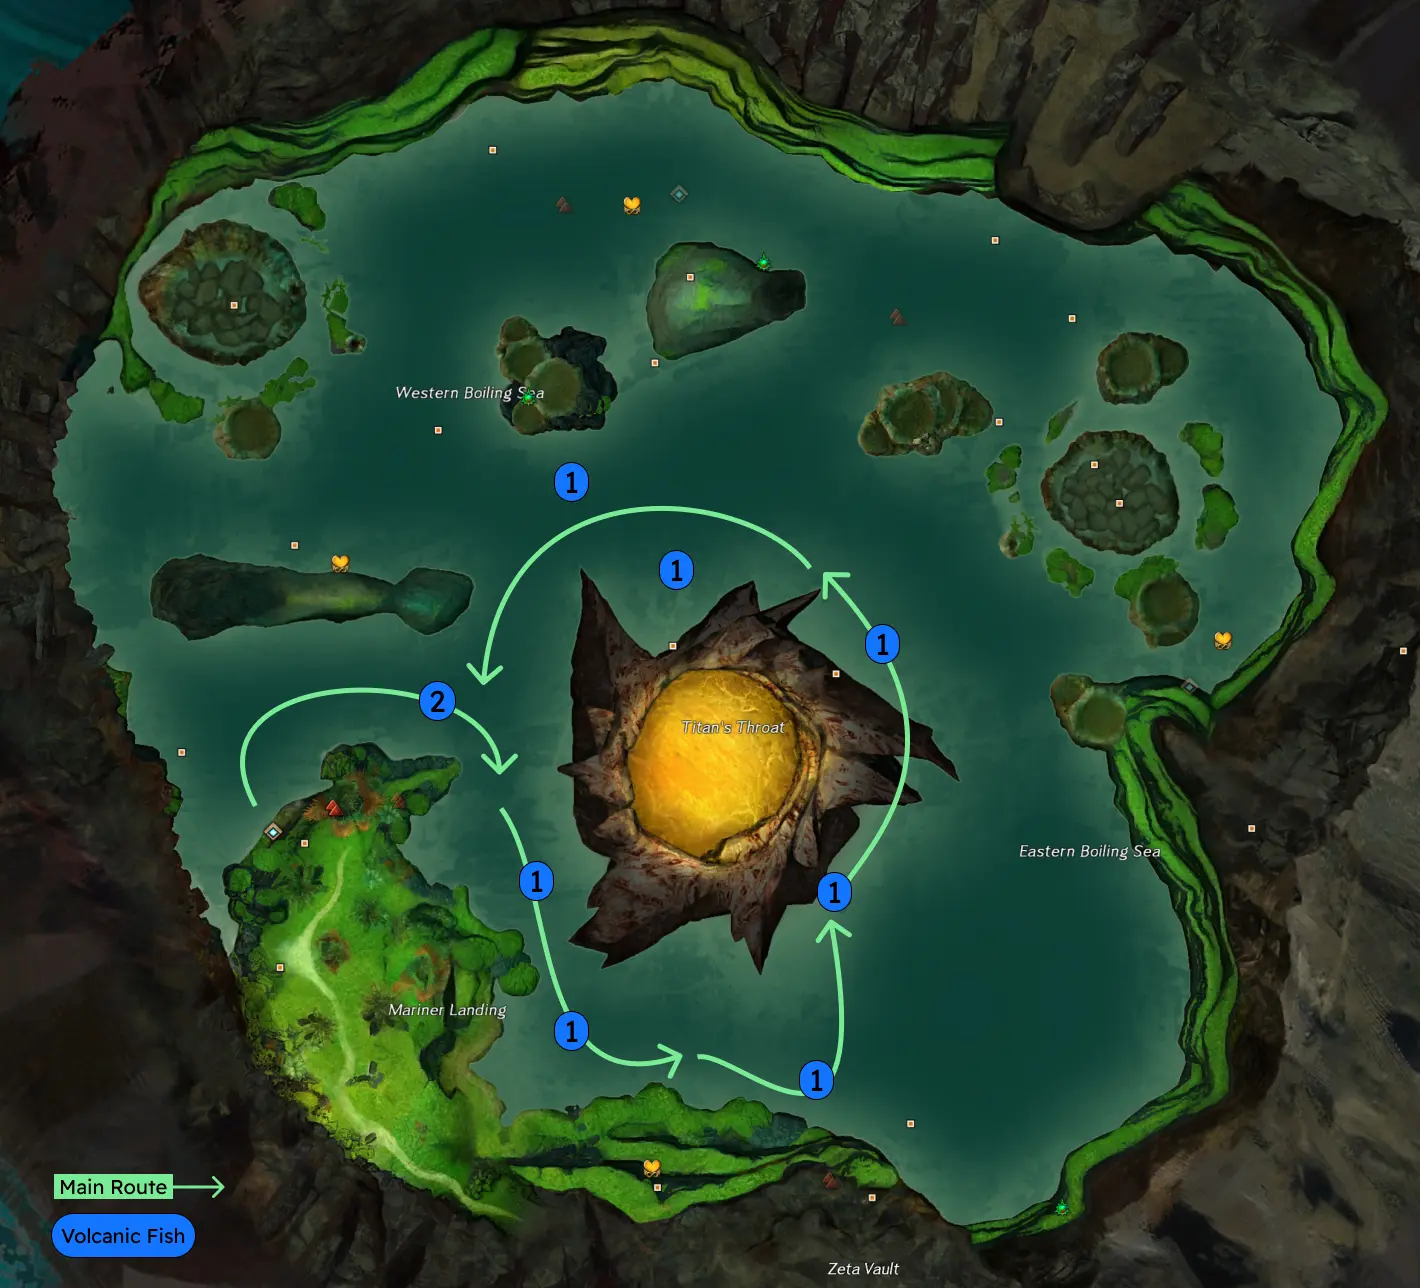 Western Boiling Sea
1
1
1
2
Titan's Throat
Eastern Boiling Sea
1
1
Mariner Landing
1
1
Main Route
Volcanic Fish
Zeta Vault